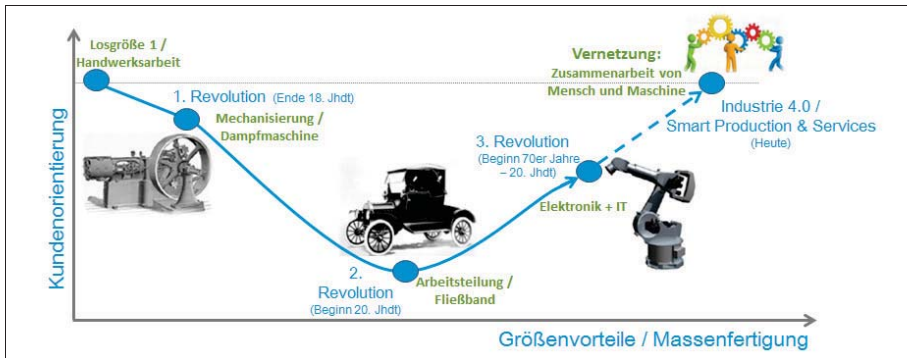 Losgröße 1 /
Handwerksarbeit
1. Revolution (Ende 18. Jhdt)
Mechanisierung /
Dampfmaschine
2.
Revolution
(Beginn 20. Jhdt)
Arbeitsteilung /
Fließband
3. Revolution
(Beginn 70er Jahre
– 20. Jhdt)
Elektronik + IT
Vernetzung:
Zusammenarbeit von
Mensch und Maschine
Industrie 4.0 /
Smart Production & Services
(Heute)
Kundenorientierung
Größenvorteile / Massenfertigung